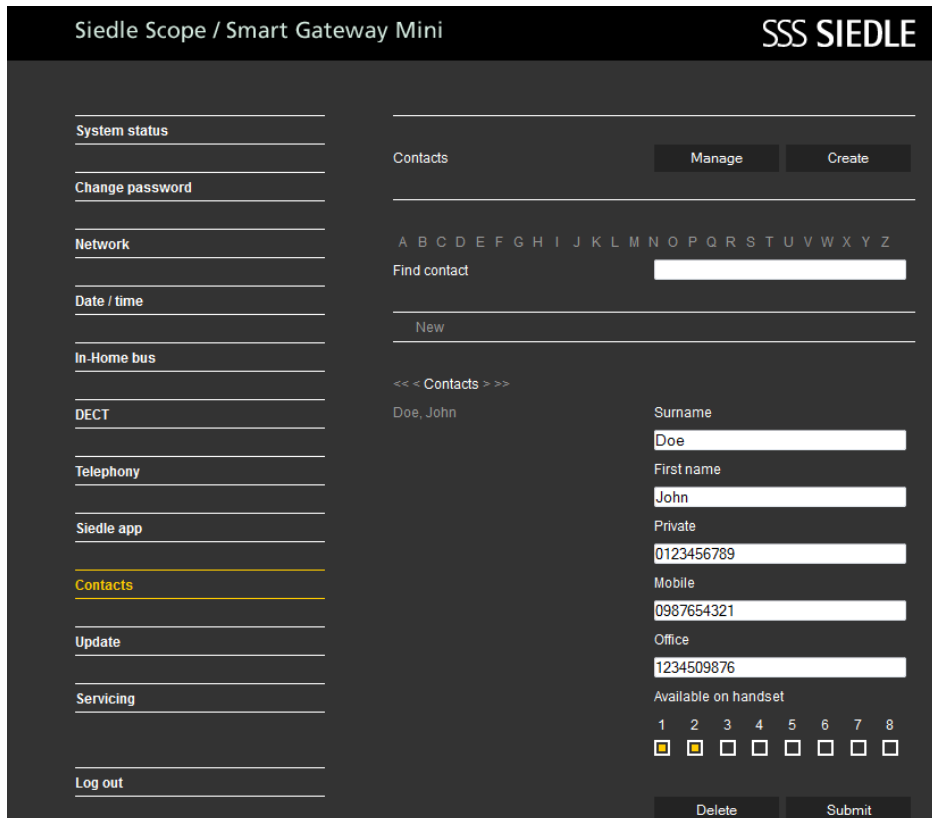 Siedle Scope / Smart Gateway Mini
SSS SIEDLE
System status
Change password
Network
Date / time
In-Home bus
DECT
Telephony
Siedle app
Contacts
Update
Servicing
Log out
Contacts
Manage
Create
A B C D E F G H I J K L M N O P Q R S T U V W X Y Z
Find contact
New
<< < Contacts > >>
Doe, John
Surname
Doe
First name
John
Private
0123456789
Mobile
0987654321
Office
1234509876
Available on handset
1 2 3 4 5 6 7 8
Delete
Submit